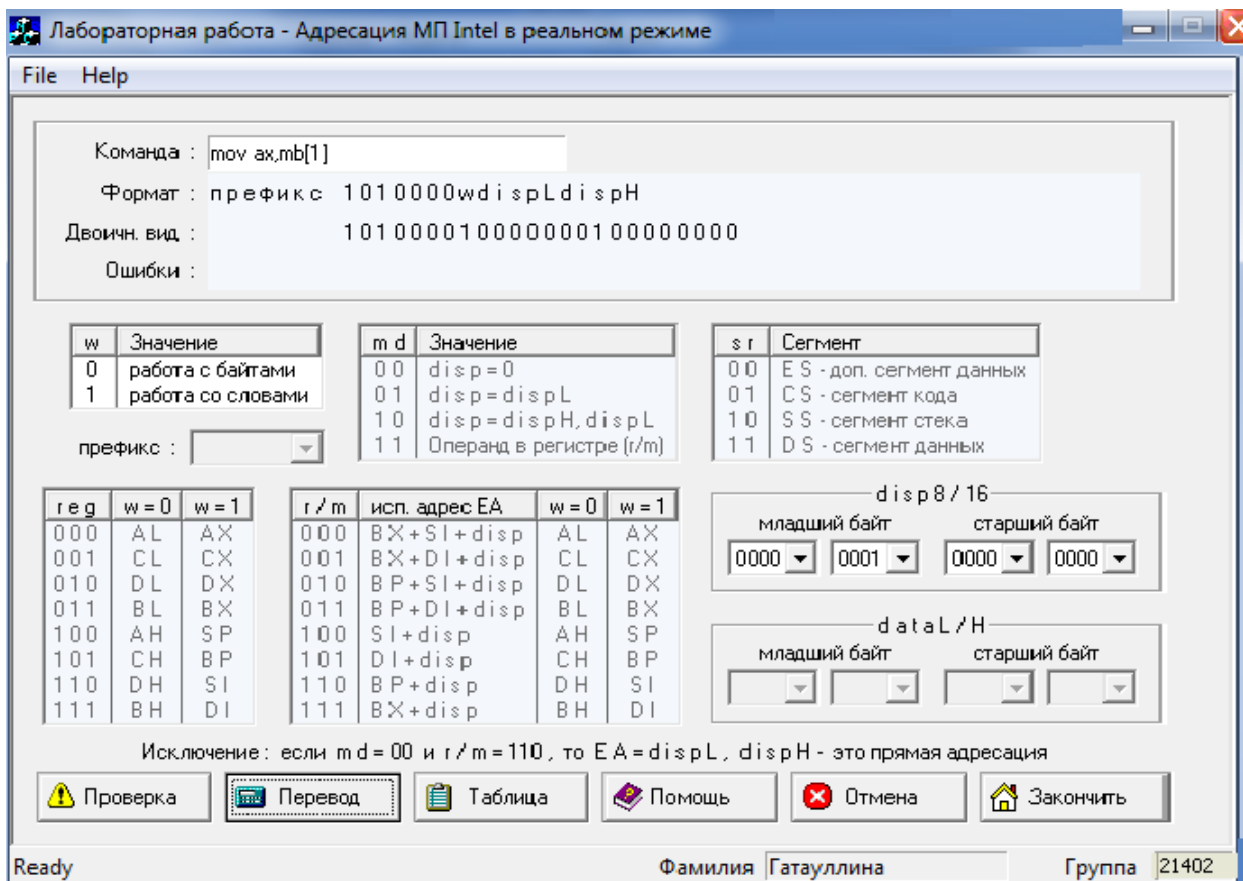 Лабораторная работа - Адресация МП Intel в реальном режиме
File Help
Команда : mov ax,mb[1]
Формат : префикс 1010000wdispLdispH
Двоичн. вид : 101000010000000100000000
Ошибки :
w Значение
0 работа с байтами
1 работа со словами
префикс :
md Значение
00 disp=0
01 disp=dispL
10 disp=dispH,dispL
11 Операнд в регистре (r/m)
sr Сегмент
00 ES - доп. сегмент данных
01 CS - сегмент кода
10 SS - сегмент стека
11 DS - сегмент данных
reg w=0 w=1
000 AL AX
001 CL CX
010 DL DX
011 BL BX
100 AH SP
101 CH BP
110 DH SI
111 BH DI
r/m исп. адрес EA w=0 w=1
000 BX+SI+disp AL AX
001 BX+DI+disp CL CX
010 BP+SI+disp DL DX
011 BP+DI+disp BL BX
100 SI+disp AH SP
101 DI+disp CH BP
110 BP+disp DH SI
111 BX+disp BH DI
disp8/16
младший байт старший байт
0000 0001 0000 0000
dataL/H
младший байт старший байт
Исключение: если md=00 и r/m=110, то EA=dispL, dispH - это прямая адресация
Проверка Перевод Таблица Помощь Отмена Закончить
Ready Фамилия Гатауллина Группа 21402